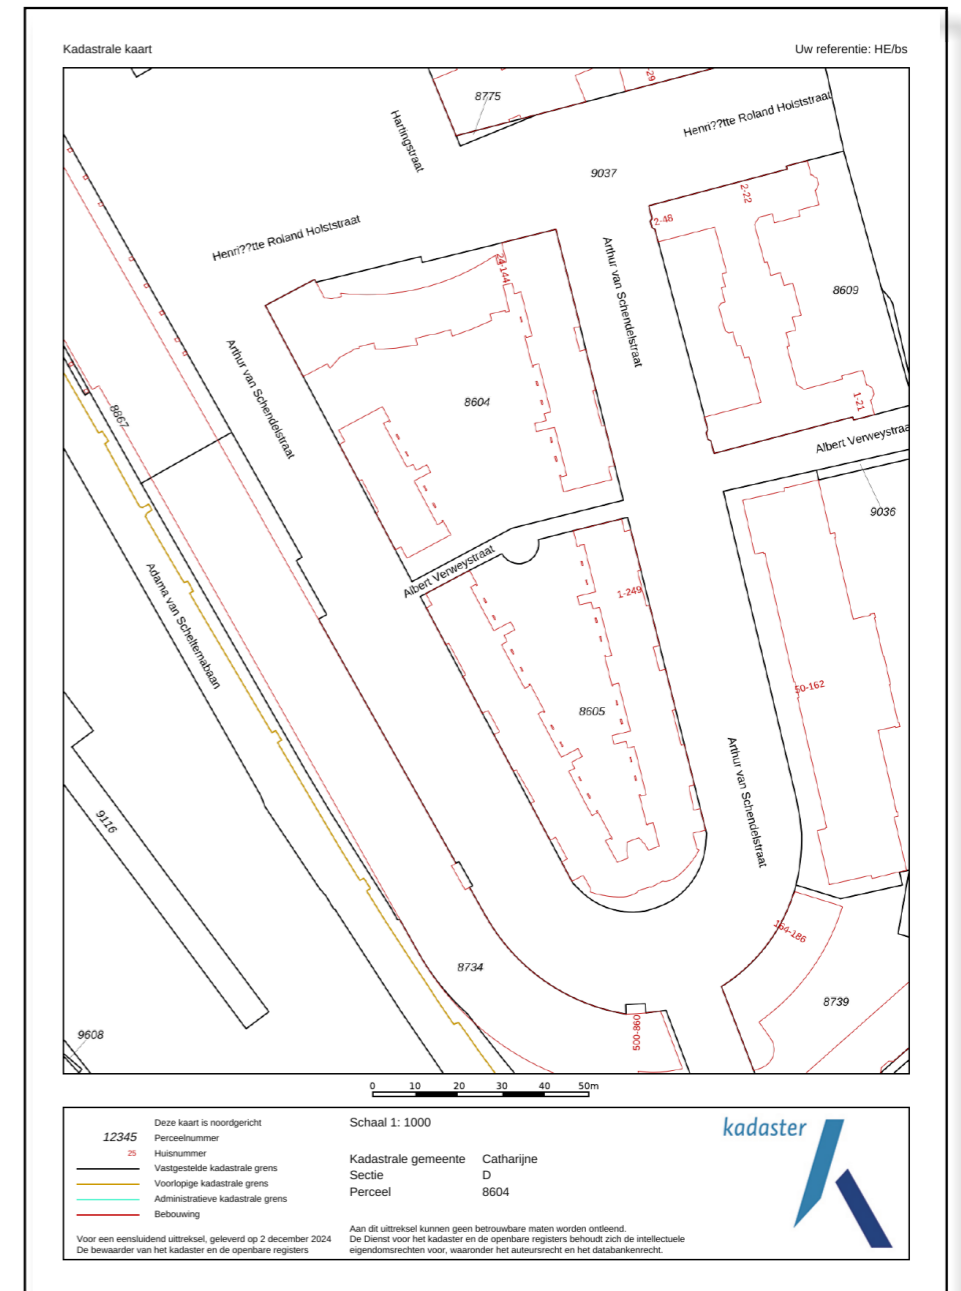 Kadastrale kaart
Uw referentie: HE/bs
8775
29
Hartingstraat
Henri??tte Roland Holststraat
9037
2-22
2-48
Henri??tte Roland Holststraat
24-144
Arthur van Schendelstraat
8609
Arthur van Schendelstraat
8604
1-21
8867
Albert Verweystraa
9036
Albert Verweystraat
Adama van Scheltemabaan
1-249
50-162
8605
Arthur van Schendelstraat
9116
164-186
8734
8739
500-860
9608
0 10 20 30 40 50m
Deze kaart is noordgericht
12345 Perceelnummer
25 Huisnummer
Vastgestelde kadastrale grens
Voorlopige kadastrale grens
Administratieve kadastrale grens
Bebouwing
Voor een eensluidend uittreksel, geleverd op 2 december 2024
De bewaarder van het kadaster en de openbare registers
Schaal 1: 1000
Kadastrale gemeente Catharijne
Sectie D
Perceel 8604
Aan dit uittreksel kunnen geen betrouwbare maten worden ontleend.
De Dienst voor het kadaster en de openbare registers behoudt zich de intellectuele
eigendomsrechten voor, waaronder het auteursrecht en het databankenrecht.
kadaster